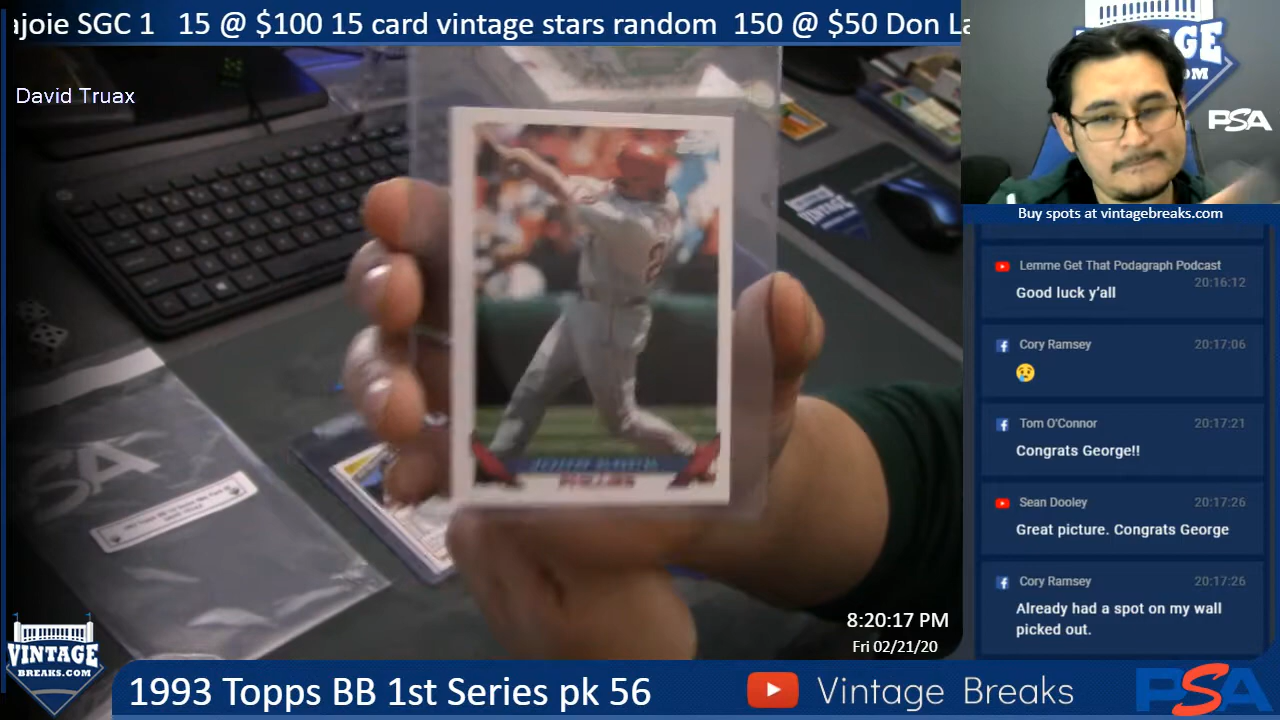 ajoie SGC 1 15 @ $100 15 card vintage stars random 150 @ $50 Don La
David Truax
VINTAGE
PSA
Buy spots at vintagebreaks.com
Lemme Get That Podagraph Podcast
20:16:12
Good luck y'all
Cory Ramsey 20:17:06
😢
Tom O'Connor 20:17:21
Congrats George!!
Sean Dooley 20:17:26
Great picture. Congrats George
Cory Ramsey 20:17:26
Already had a spot on my wall
picked out.
PHILLIES
8:20:17 PM
Fri 02/21/20
VINTAGE
BREAKS.COM
1993 Topps BB 1st Series pk 56
Vintage Breaks
PSA